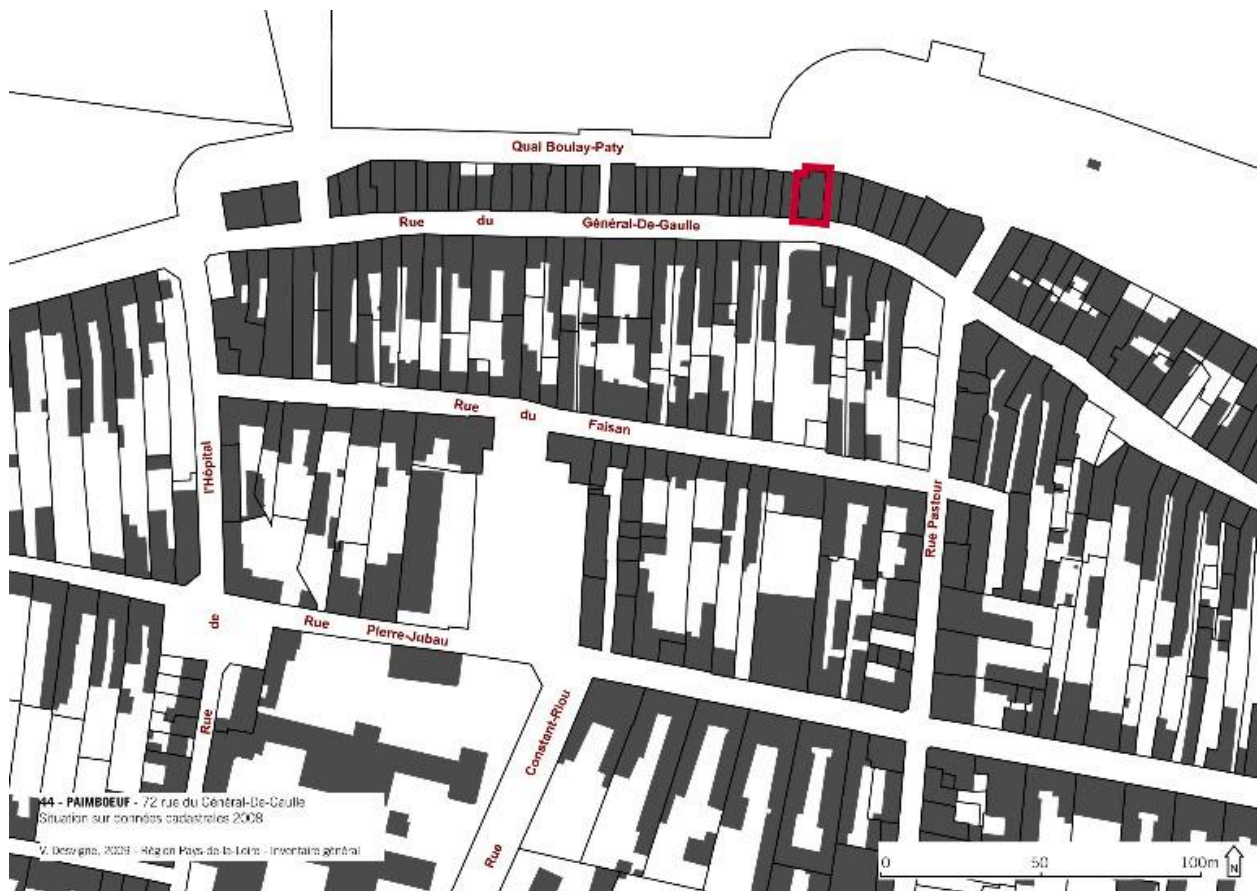 Quai Boulay-Paty
Rue du Général-De-Gaulle
Rue du Faisan
Rue de l'Hôpital
Rue Pasteur
Rue Pierre-Jubau
Rue Constant-Riou
44 - PAIMBOEUF - 72 rue du Général-De-Gaulle
Situation sur données cadastrales 2008
V. Desvigne, 2009 - Région Pays-de-la-Loire - Inventaire général
0 50 100m
N